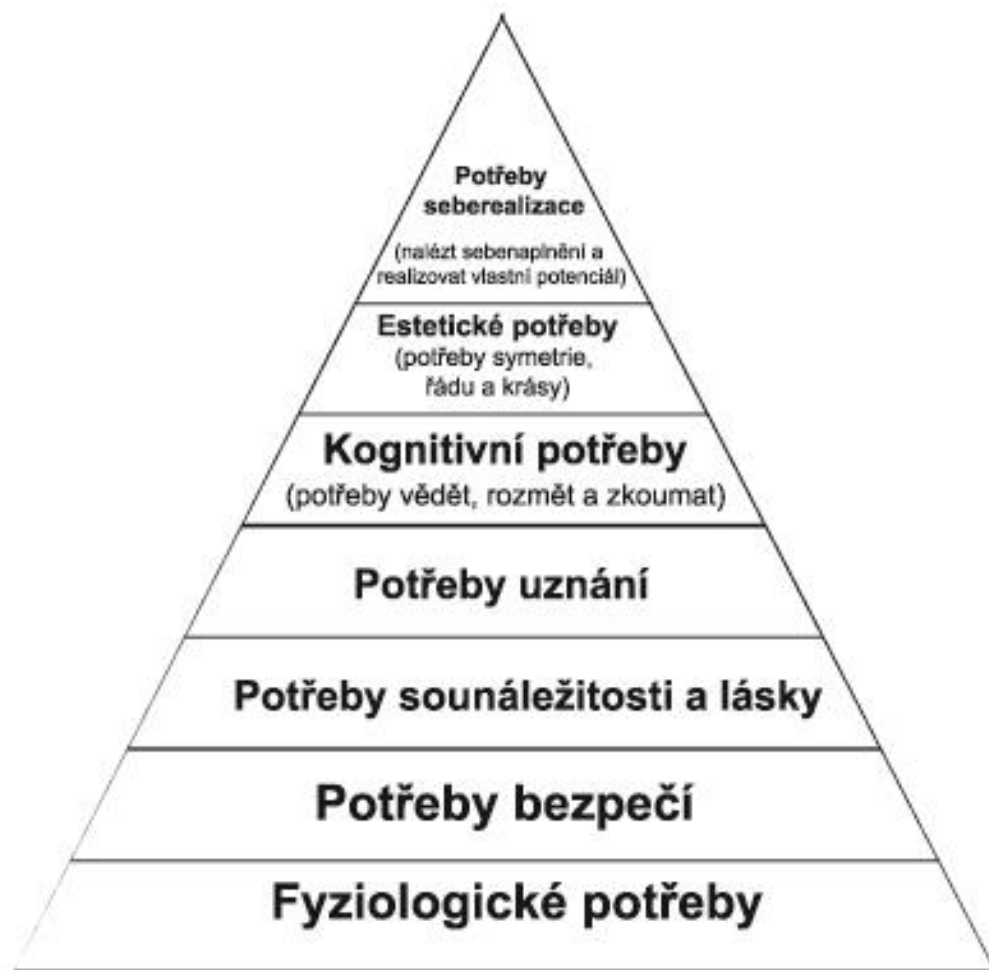 Potřeby
seberealizace
(nalézt sebenaplnění a
realizovat vlastní potenciál)
Estetické potřeby
(potřeby symetrie,
řádu a krásy)
Kognitivní potřeby
(potřeby vědět, rozmět a zkoumat)
Potřeby uznání
Potřeby sounáležitosti a lásky
Potřeby bezpečí
Fyziologické potřeby